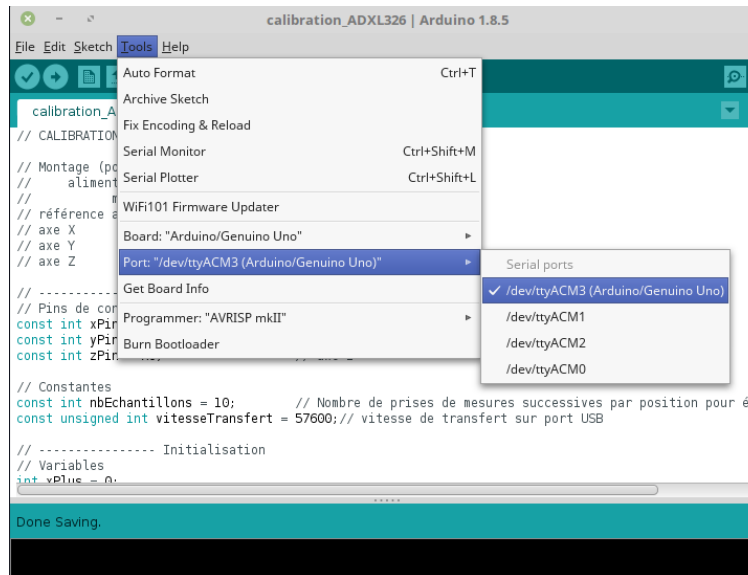 calibration_ADXL326 | Arduino 1.8.5
File Edit Sketch Tools Help
Auto Format Ctrl+T
Archive Sketch
Fix Encoding & Reload
Serial Monitor Ctrl+Shift+M
Serial Plotter Ctrl+Shift+L
WiFi101 Firmware Updater
Board: "Arduino/Genuino Uno"
Port: "/dev/ttyACM3 (Arduino/Genuino Uno)"
Get Board Info
Programmer: "AVRISP mkII"
Burn Bootloader
Serial ports
/dev/ttyACM3 (Arduino/Genuino Uno)
/dev/ttyACM1
/dev/ttyACM2
/dev/ttyACM0
calibration_A
// CALIBRATION
// Montage (po
// aliment
//
// référence a
// axe X
// axe Y
// axe Z
// ------------
// Pins de con
const int xPin
const int yPin
const int zPin
// Constantes
const int nbEchantillons = 10; // Nombre de prises de mesures successives par position pour é
const unsigned int vitesseTransfert = 57600;// vitesse de transfert sur port USB
// ---------------- Initialisation
// Variables
int xPlus = 0;
Done Saving.